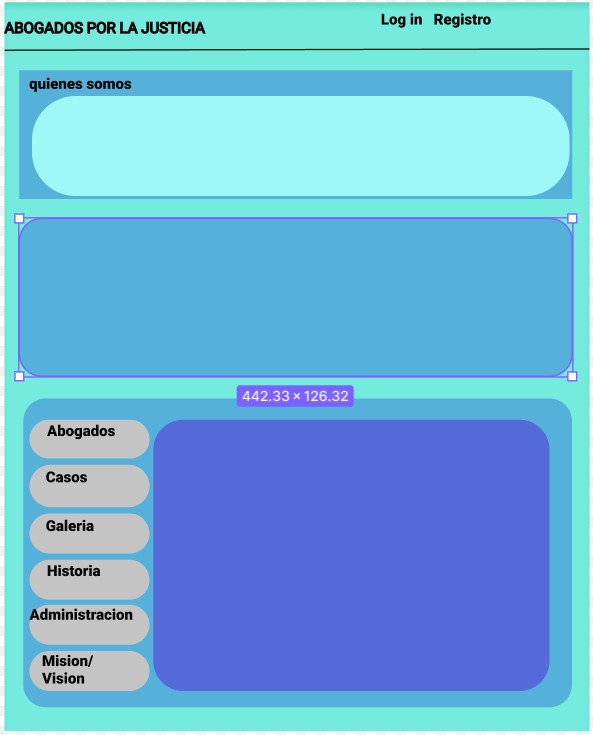 ABOGADOS POR LA JUSTICIA
Log in Registro
quienes somos
442.33 × 126.32
Abogados
Casos
Galeria
Historia
Administracion
Mision/
Vision